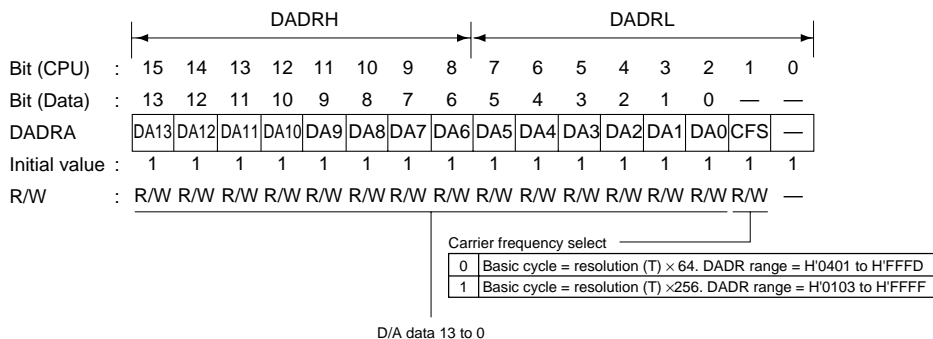 DADRH DADRL
Bit (CPU) : 15 14 13 12 11 10 9 8 7 6 5 4 3 2 1 0
Bit (Data) : 13 12 11 10 9 8 7 6 5 4 3 2 1 0 — —
DADRA DA13 DA12 DA11 DA10 DA9 DA8 DA7 DA6 DA5 DA4 DA3 DA2 DA1 DA0 CFS —
Initial value : 1 1 1 1 1 1 1 1 1 1 1 1 1 1 1 1
R/W : R/W R/W R/W R/W R/W R/W R/W R/W R/W R/W R/W R/W R/W R/W R/W —
Carrier frequency select
0 Basic cycle = resolution (T) × 64. DADR range = H'0401 to H'FFFD
1 Basic cycle = resolution (T) ×256. DADR range = H'0103 to H'FFFF
D/A data 13 to 0